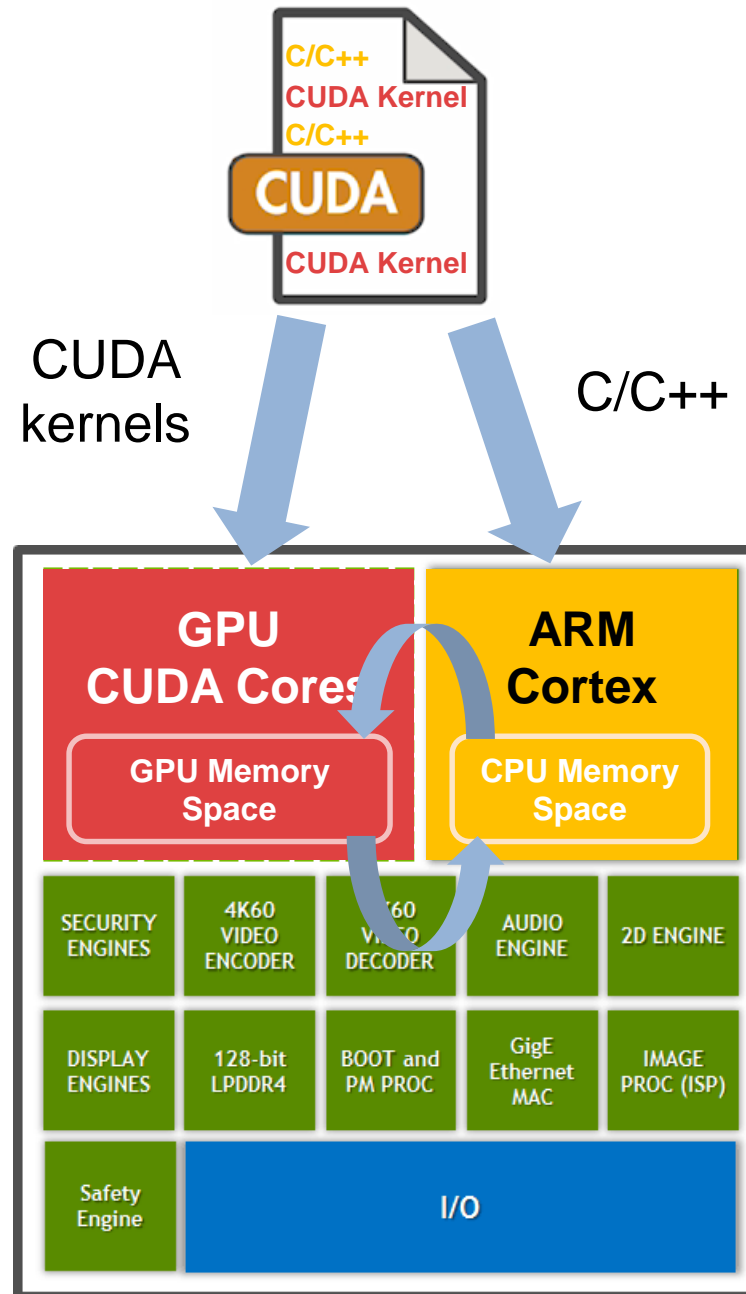 C/C++
CUDA Kernel
C/C++
CUDA
CUDA Kernel
CUDA
kernels
C/C++
GPU
CUDA Cores
GPU Memory
Space
ARM
Cortex
CPU Memory
Space
SECURITY
ENGINES
4K60
VIDEO
ENCODER
DECODER
AUDIO
ENGINE
2D ENGINE
DISPLAY
ENGINES
128-bit
LPDDR4
BOOT and
PM PROC
GigE
Ethernet
MAC
IMAGE
PROC (ISP)
Safety
Engine
I/O